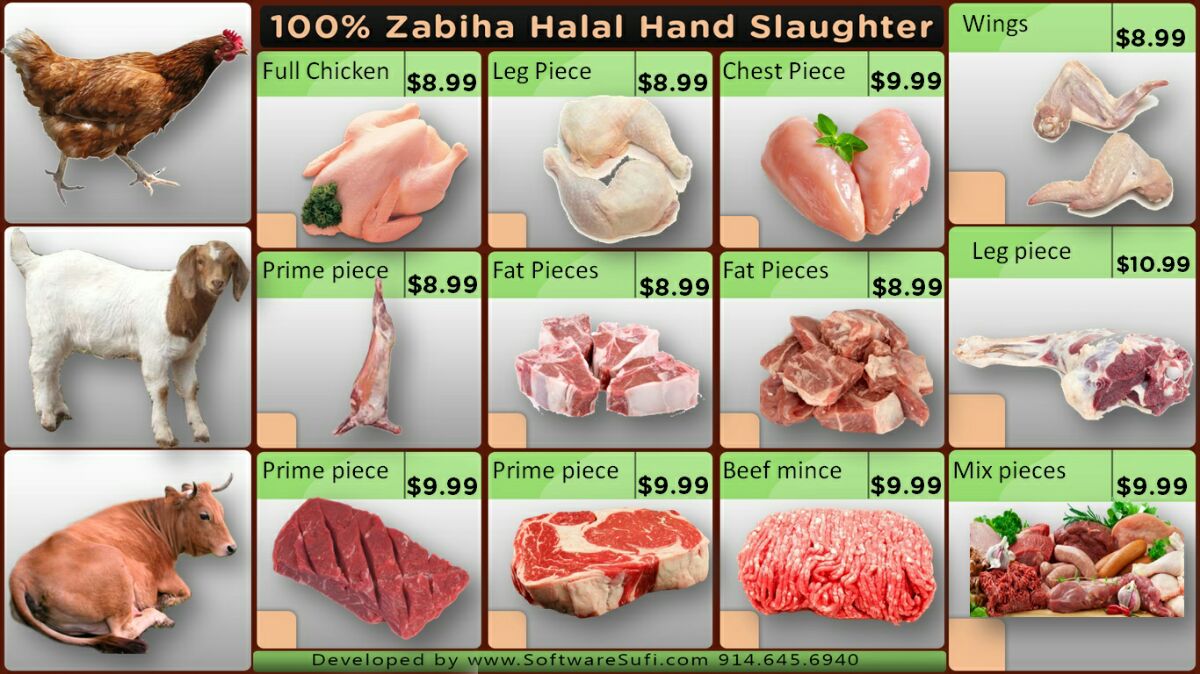 100% Zabiha Halal Hand Slaughter
Full Chicken $8.99
Leg Piece $8.99
Chest Piece $9.99
Wings $8.99
Prime piece $8.99
Fat Pieces $8.99
Fat Pieces $8.99
Leg piece $10.99
Prime piece $9.99
Prime piece $9.99
Beef mince $9.99
Mix pieces $9.99
Developed by www.SoftwareSufi.com 914.645.6940